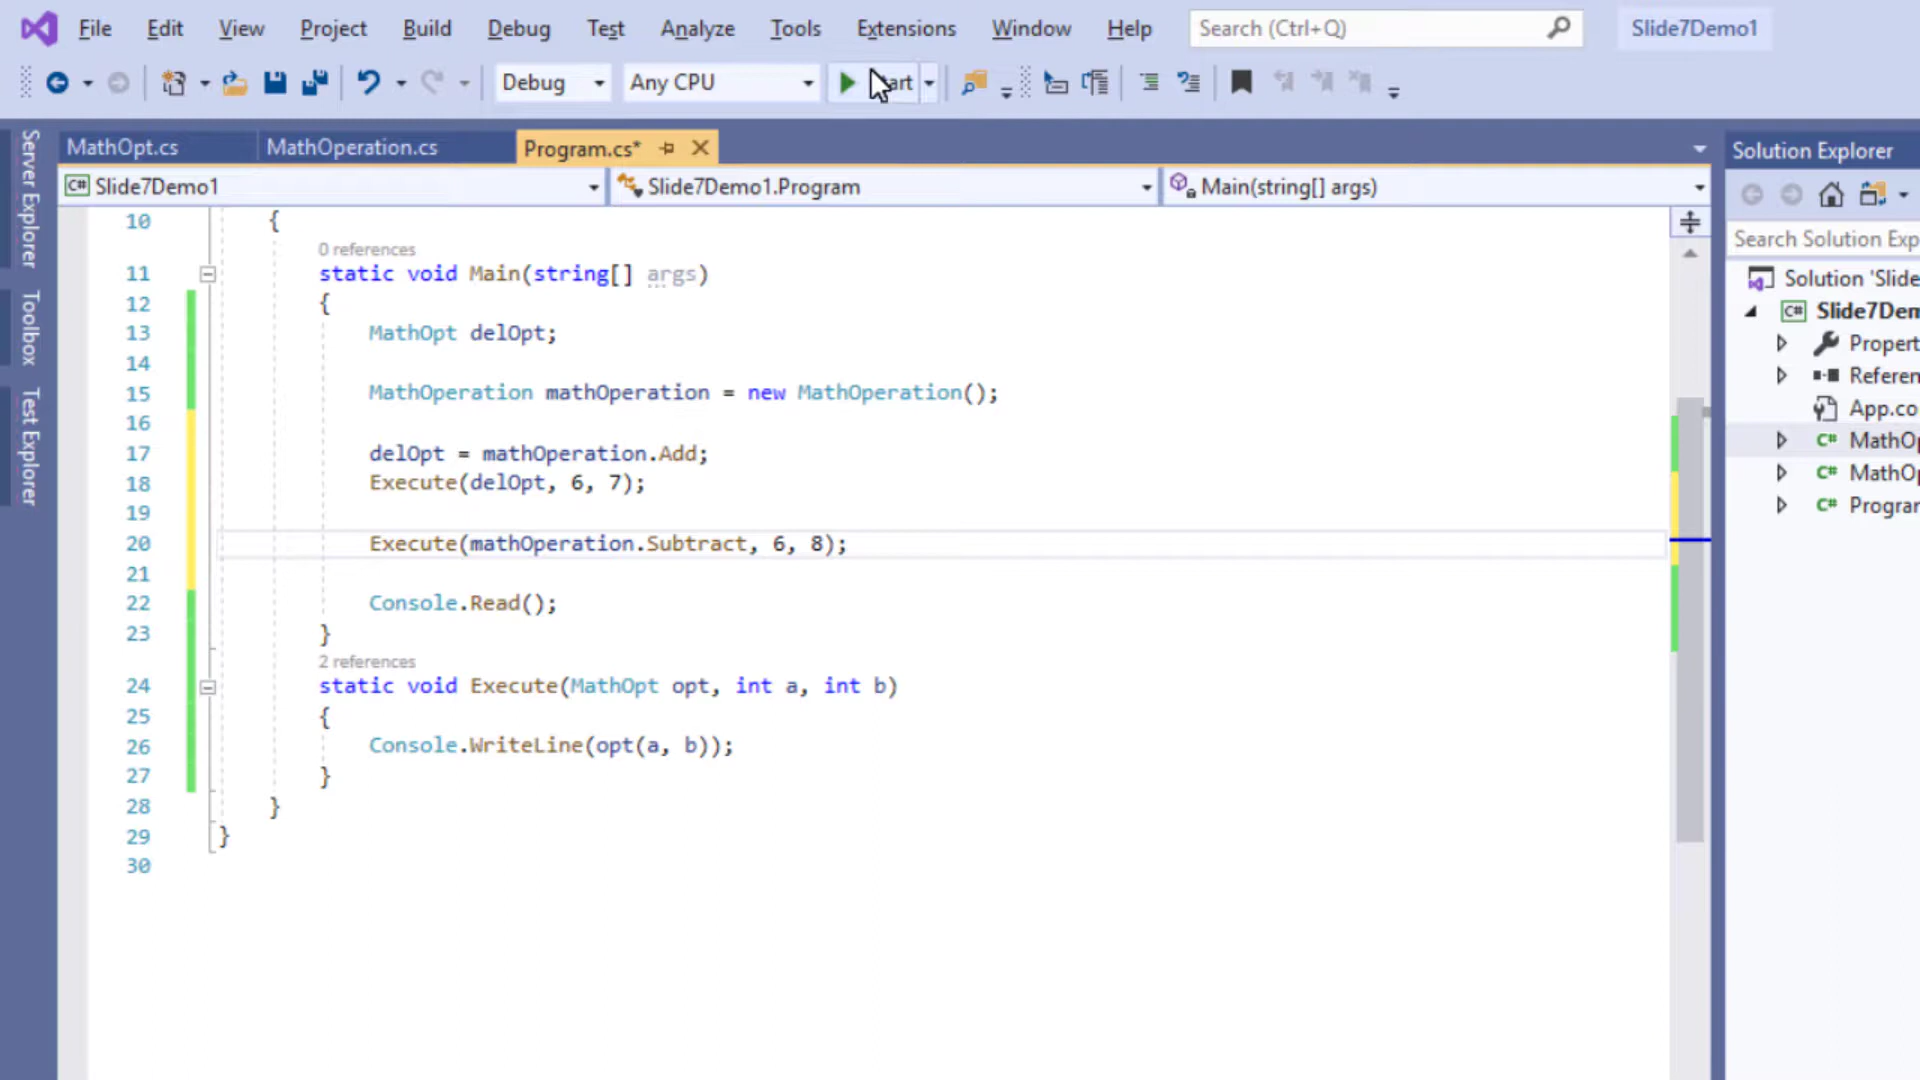 File Edit View Project Build Debug Test Analyze Tools Extensions Window Help Search (Ctrl+Q) Slide7Demo1
Debug Any CPU
MathOpt.cs MathOperation.cs Program.cs*
Solution Explorer
C# Slide7Demo1 Slide7Demo1.Program Main(string[] args)
Server Explorer
Toolbox
Test Explorer
10 {
0 references
11 static void Main(string[] args)
12 {
13 MathOpt delOpt;
14
15 MathOperation mathOperation = new MathOperation();
16
17 delOpt = mathOperation.Add;
18 Execute(delOpt, 6, 7);
19
20 Execute(mathOperation.Subtract, 6, 8);
21
22 Console.Read();
23 }
2 references
24 static void Execute(MathOpt opt, int a, int b)
25 {
26 Console.WriteLine(opt(a, b));
27 }
28 }
29 }
30
Search Solution Exp
Solution 'Slide
C# Slide7Dem
Propert
Referen
App.co
C# MathOp
C# MathOp
C# Program